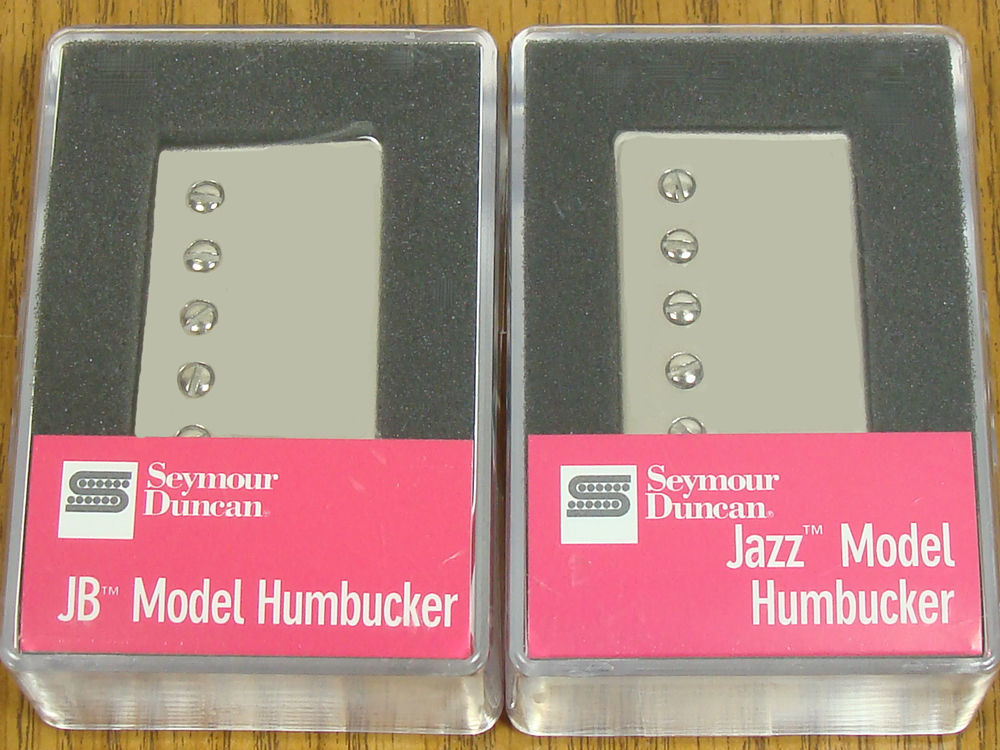 Seymour
Duncan®
JB™ Model Humbucker
Seymour
Duncan®
Jazz™ Model
Humbucker